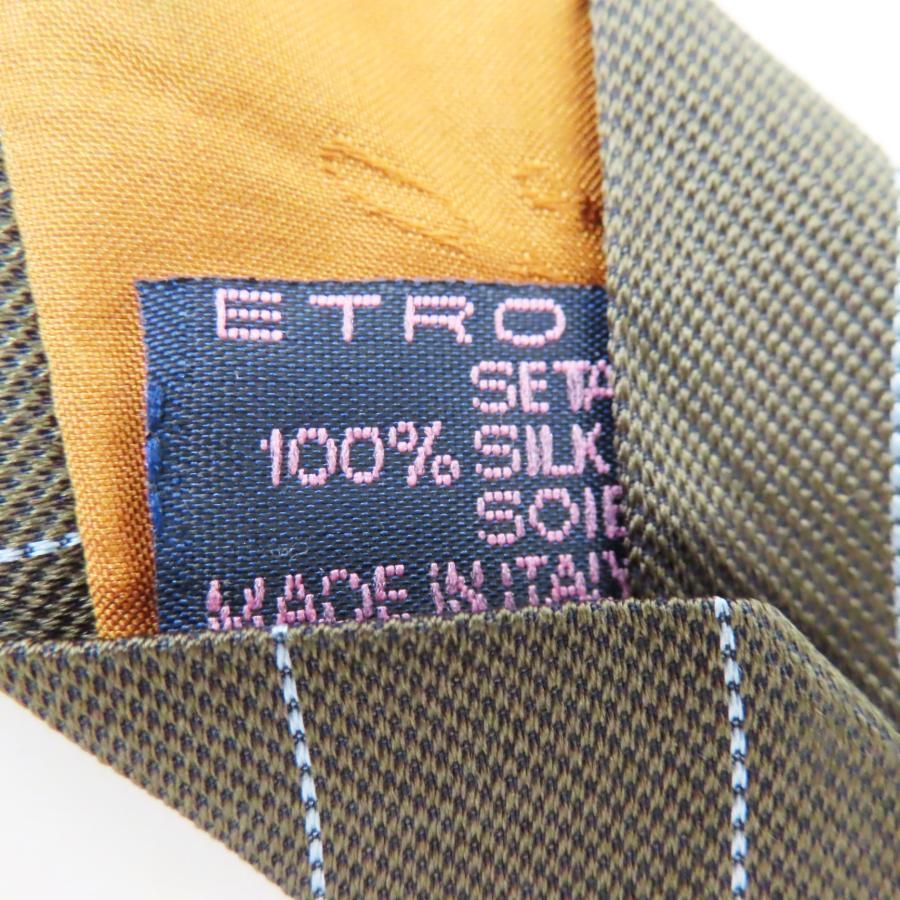 ETRO
SETA
100% SILK
SOIE
MADE IN ITALY